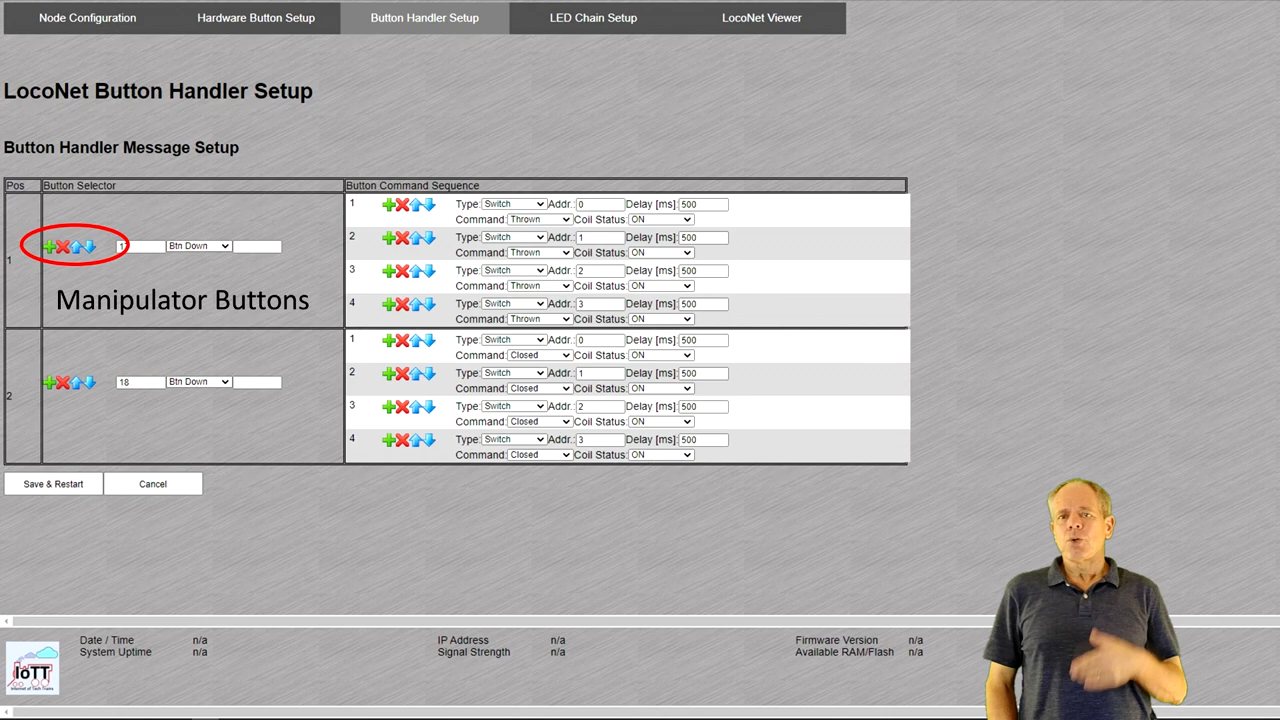 Node Configuration Hardware Button Setup Button Handler Setup LED Chain Setup LocoNet Viewer
LocoNet Button Handler Setup
Button Handler Message Setup
Pos Button Selector Button Command Sequence
1 Btn Down
Manipulator Buttons
1 Type: Switch Addr.: 0 Delay [ms]: 500
Command: Thrown Coil Status: ON
2 Type: Switch Addr.: 1 Delay [ms]: 500
Command: Thrown Coil Status: ON
3 Type: Switch Addr.: 2 Delay [ms]: 500
Command: Thrown Coil Status: ON
4 Type: Switch Addr.: 3 Delay [ms]: 500
Command: Thrown Coil Status: ON
2 18 Btn Down
1 Type: Switch Addr.: 0 Delay [ms]: 500
Command: Closed Coil Status: ON
2 Type: Switch Addr.: 1 Delay [ms]: 500
Command: Closed Coil Status: ON
3 Type: Switch Addr.: 2 Delay [ms]: 500
Command: Closed Coil Status: ON
4 Type: Switch Addr.: 3 Delay [ms]: 500
Command: Closed Coil Status: ON
Save & Restart Cancel
Date / Time n/a IP Address n/a Firmware Version n/a
System Uptime n/a Signal Strength n/a Available RAM/Flash n/a
IoTT
Internet of Tech Trains